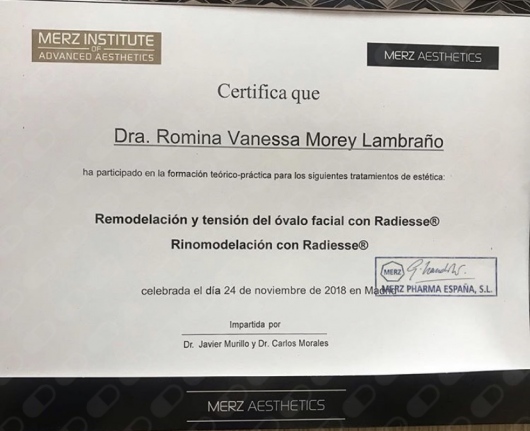 MERZ INSTITUTE
OF
ADVANCED AESTHETICS
MERZ AESTHETICS
Certifica que
Dra. Romina Vanessa Morey Lambraño
ha participado en la formación teórico-práctica para los siguientes tratamientos de estética:
Remodelación y tensión del óvalo facial con Radiesse®
Rinomodelación con Radiesse®
MERZ
celebrada el día 24 de noviembre de 2018 en Madrid
MERZ PHARMA ESPAÑA, S.L.
Impartida por
Dr. Javier Murillo y Dr. Carlos Morales
MERZ AESTHETICS